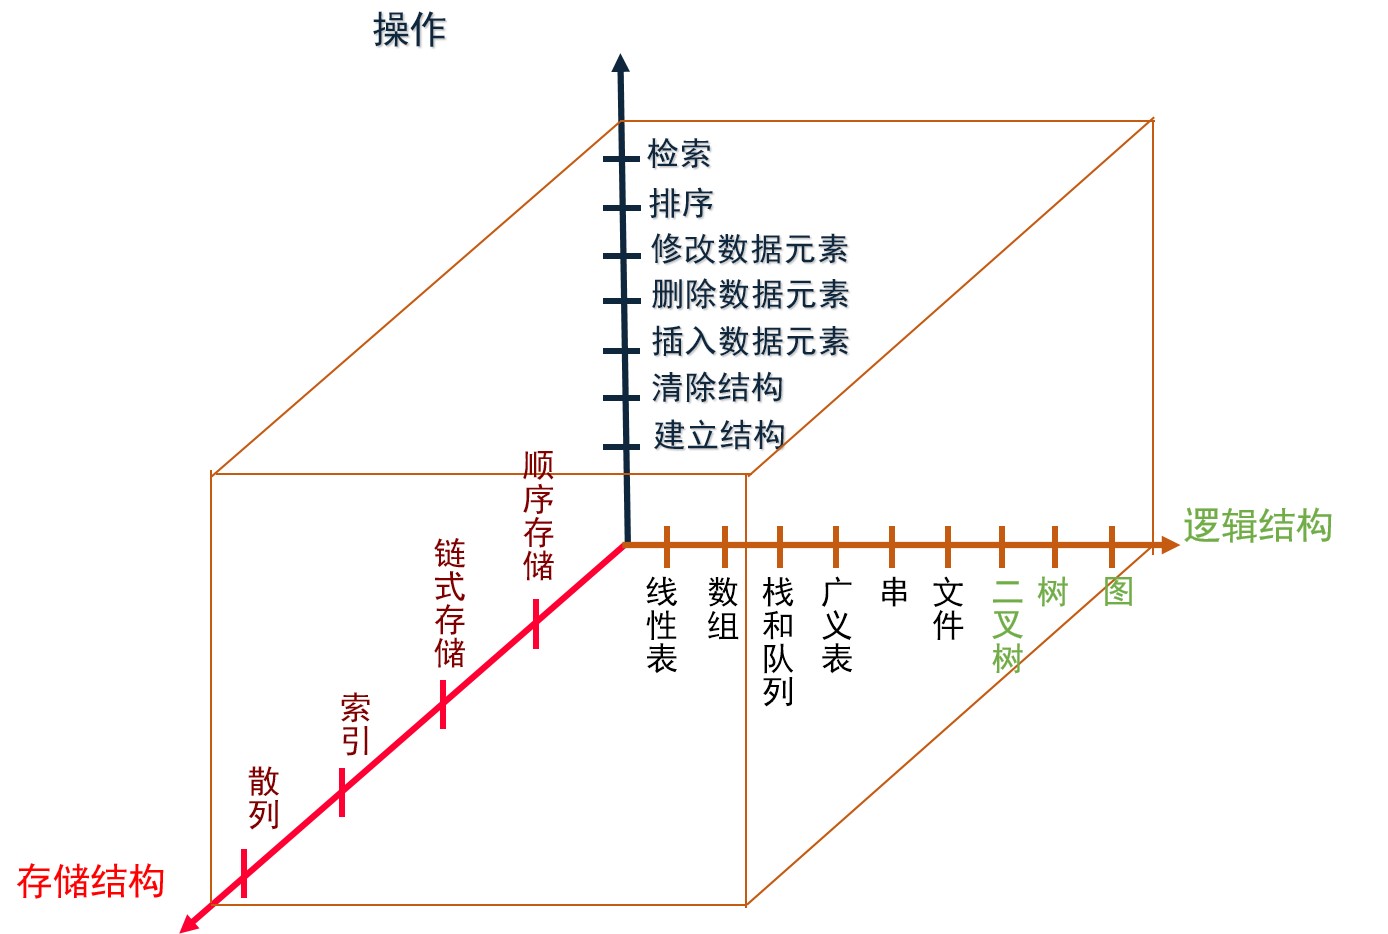 操作
检索
排序
修改数据元素
删除数据元素
插入数据元素
清除结构
建立结构
顺序存储
链式存储
索引
散列
存储结构
逻辑结构
线性表
数组
栈和队列
广义表
串
文件
二叉树
树
图